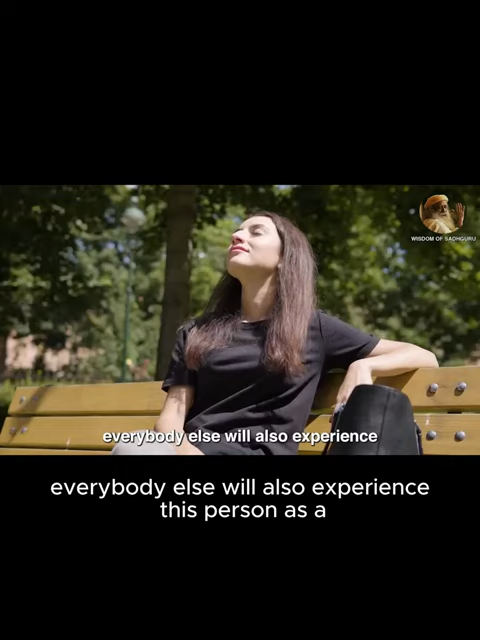 WISDOM OF SADHGURU
everybody else will also experience
everybody else will also experience
this person as a